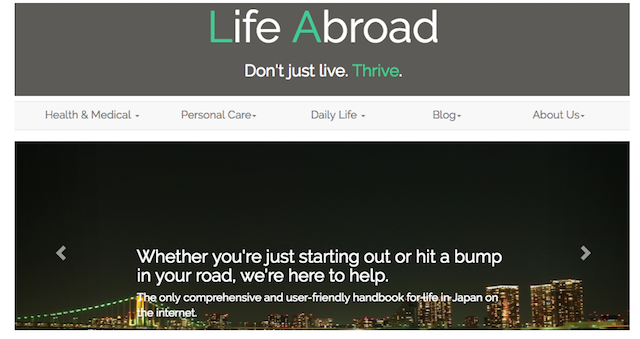 Life Abroad
Don't just live. Thrive.
Health & Medical
Personal Care
Daily Life
Blog
About Us
Whether you're just starting out or hit a bump
in your road, we're here to help.
The only comprehensive and user-friendly handbook for life in Japan on
the internet.